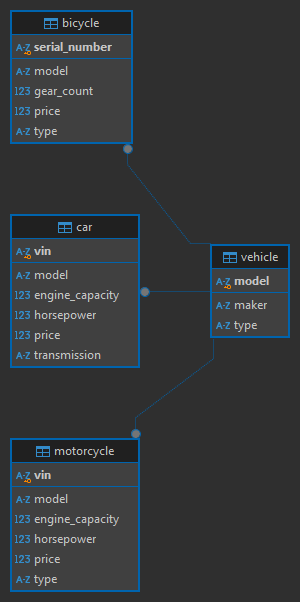 bicycle
A-Z serial_number
A-Z model
123 gear_count
123 price
A-Z type
car
A-Z vin
A-Z model
123 engine_capacity
123 horsepower
123 price
A-Z transmission
vehicle
A-Z model
A-Z maker
A-Z type
motorcycle
A-Z vin
A-Z model
123 engine_capacity
123 horsepower
123 price
A-Z type